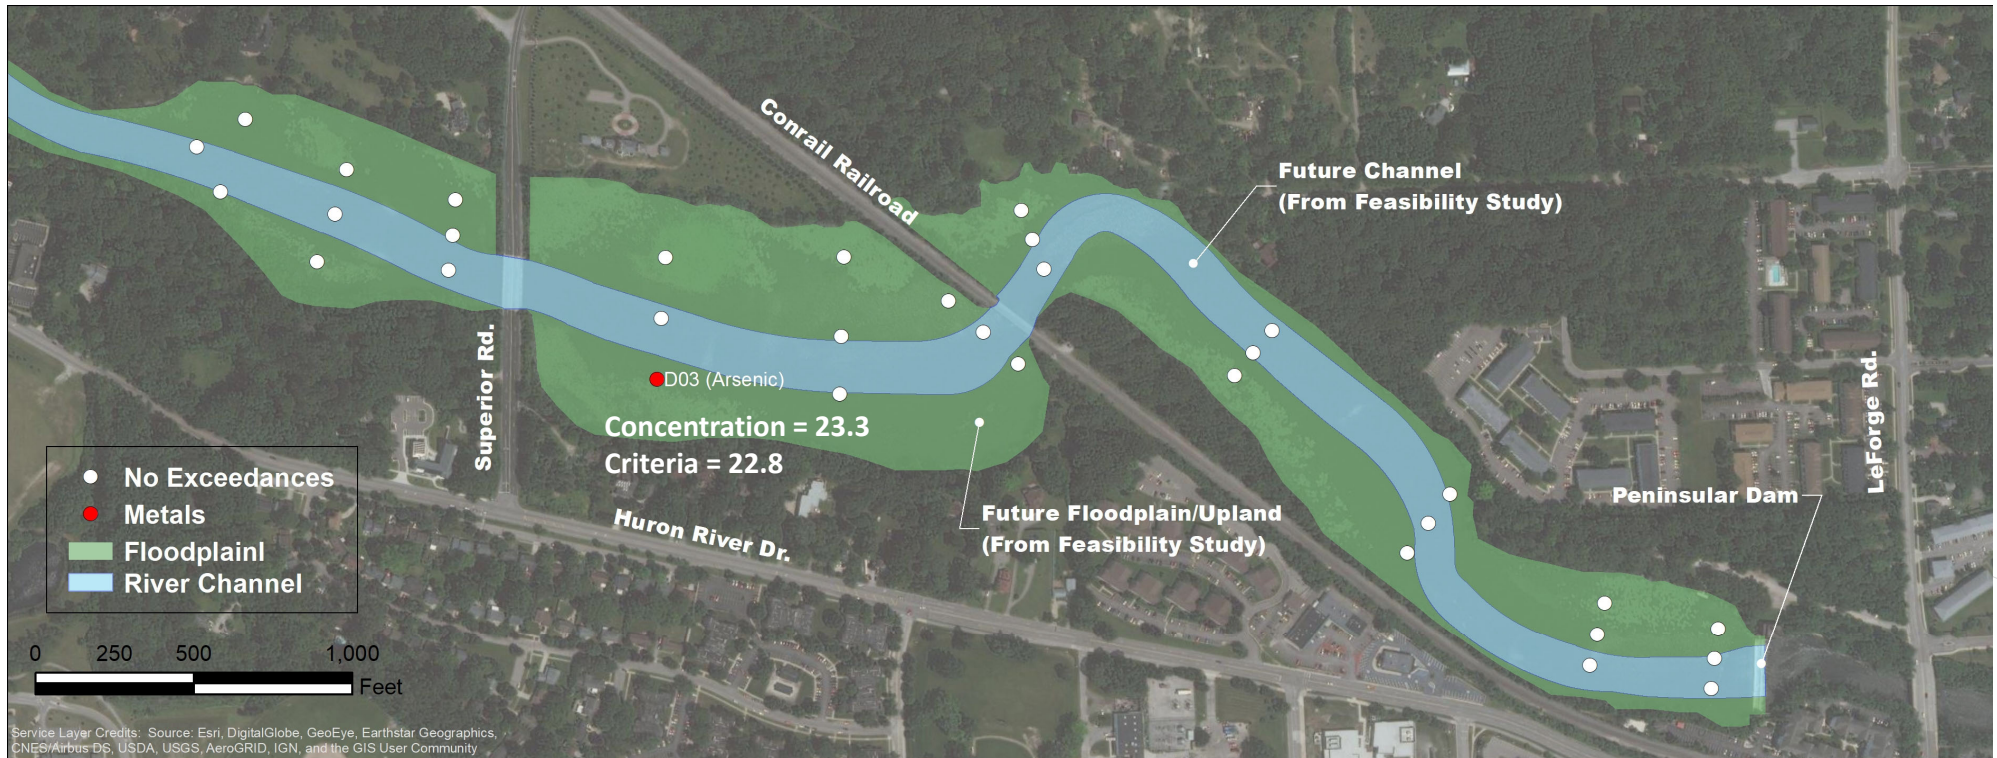 Conrail Railroad
Future Channel
(From Feasibility Study)
Superior Rd.
D03 (Arsenic)
Concentration = 23.3
Criteria = 22.8
LeForge Rd.
Peninsular Dam
Future Floodplain/Upland
(From Feasibility Study)
Huron River Dr.
No Exceedances
Metals
Floodplainl
River Channel
0 250 500 1,000
Feet
Service Layer Credits: Source: Esri, DigitalGlobe, GeoEye, Earthstar Geographics,
CNES/Airbus DS, USDA, USGS, AeroGRID, IGN, and the GIS User Community